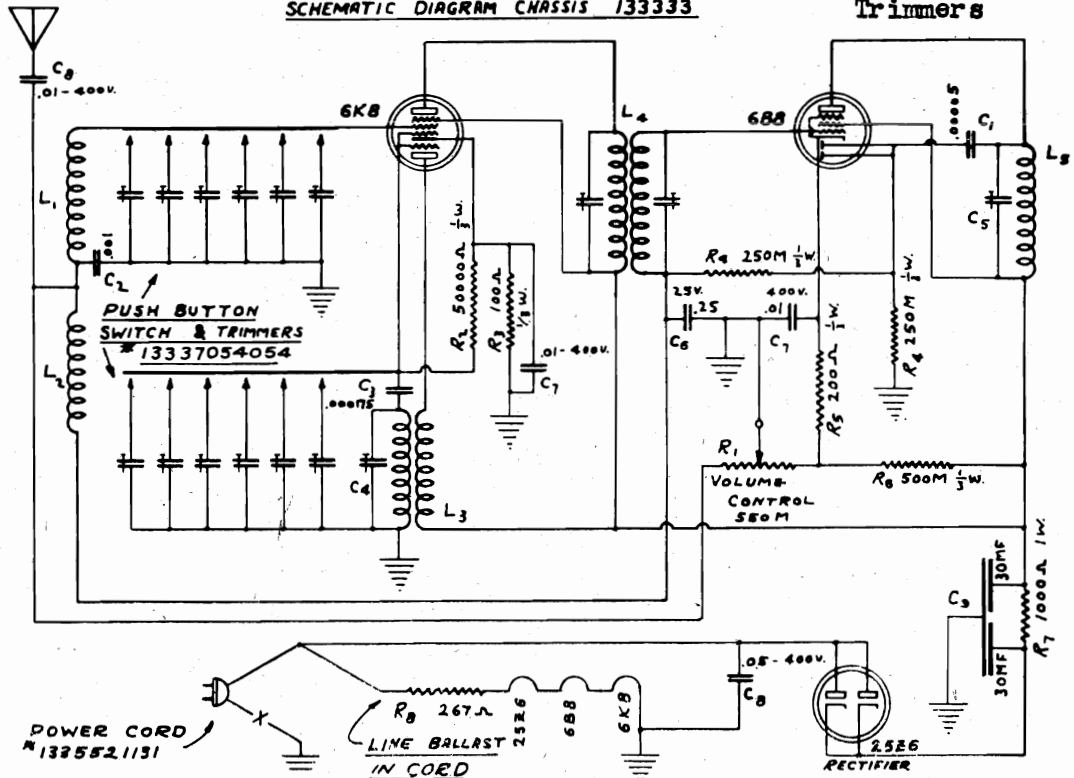 SCHEMATIC DIAGRAM CHASSIS 133333
Trimmers
C8
.01-400V.
6K8
L4
6B8
.00005
C1
L5
L1
.001
C2
C5
R2 50000Ω 1/3 W.
R3 100Ω
1/3 W.
.01-400V.
C7
R4 250M 1/3 W.
25V.
.25
C6
400V.
.01
C7
R5 200Ω 1/3 W.
R4 250M 1/3 W.
PUSH BUTTON
SWITCH & TRIMMERS
# 13337054054
L2
C3
.000175
C4
L3
R1
VOLUME
CONTROL
550M
R6 500M 1/3 W.
C9
30MF
30MF
R7 1000Ω 1W.
POWER CORD
# 1335521131
X
R8 267Ω
LINE BALLAST
IN CORD
25Z6
6B8
6K8
.05-400V.
C8
25Z6
RECTIFIER